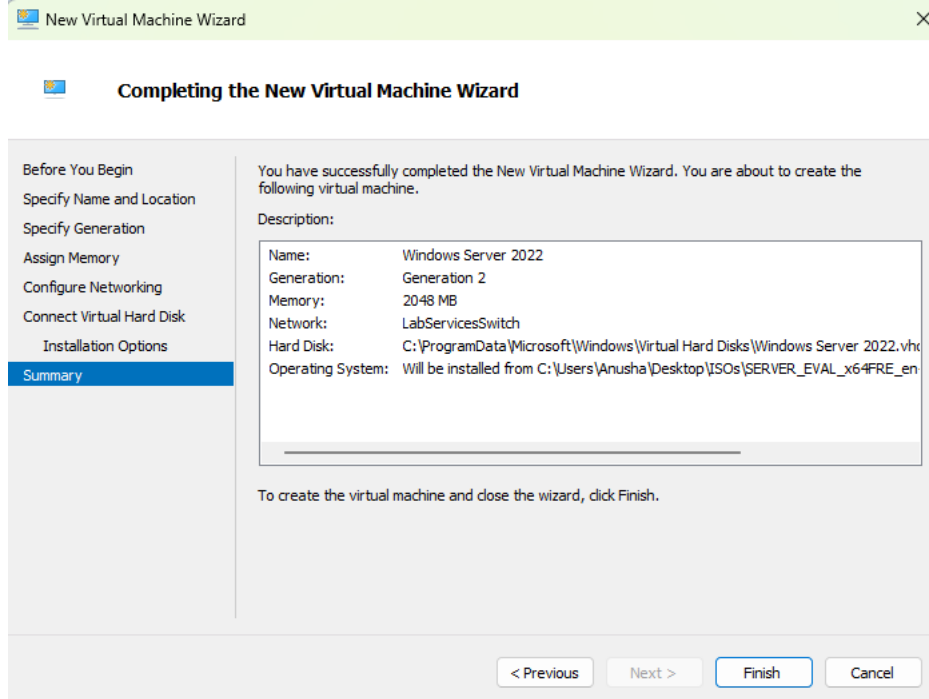 New Virtual Machine Wizard
Completing the New Virtual Machine Wizard
Before You Begin
Specify Name and Location
Specify Generation
Assign Memory
Configure Networking
Connect Virtual Hard Disk
Installation Options
Summary
You have successfully completed the New Virtual Machine Wizard. You are about to create the
following virtual machine.
Description:
Name: Windows Server 2022
Generation: Generation 2
Memory: 2048 MB
Network: LabServicesSwitch
Hard Disk: C:\ProgramData\Microsoft\Windows\Virtual Hard Disks\Windows Server 2022.vhd
Operating System: Will be installed from C:\Users\Anusha\Desktop\ISOs\SERVER_EVAL_x64FRE_en-
To create the virtual machine and close the wizard, click Finish.
< Previous Next > Finish Cancel